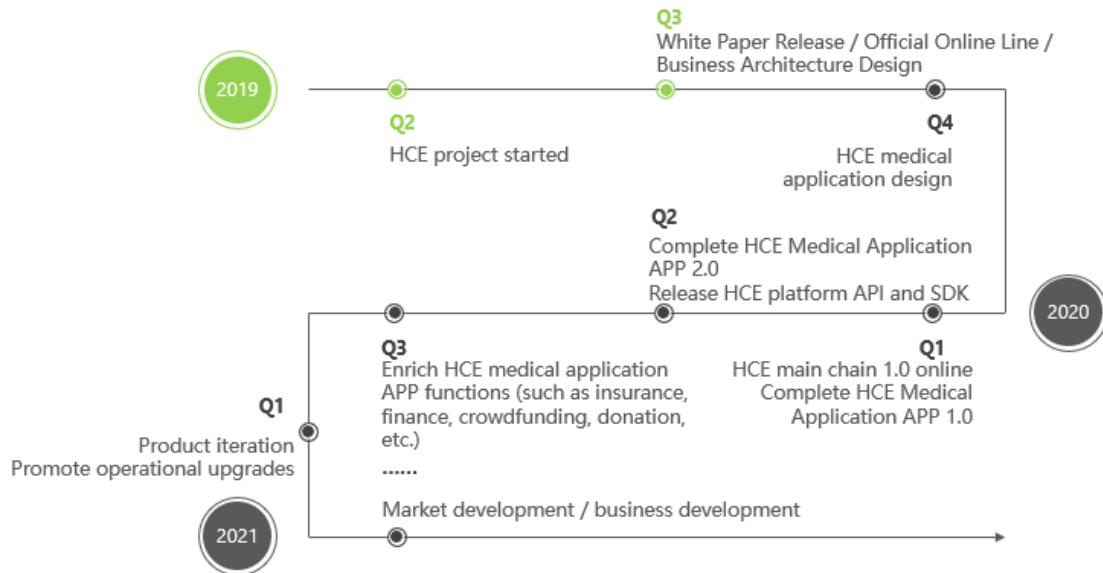 2019
Q2
HCE project started
Q3
White Paper Release / Official Online Line /
Business Architecture Design
Q4
HCE medical
application design
2020
Q1
HCE main chain 1.0 online
Complete HCE Medical
Application APP 1.0
Q2
Complete HCE Medical Application
APP 2.0
Release HCE platform API and SDK
Q3
Enrich HCE medical application
APP functions (such as insurance,
finance, crowdfunding, donation,
etc.)
......
Q1
Product iteration
Promote operational upgrades
2021
Market development / business development